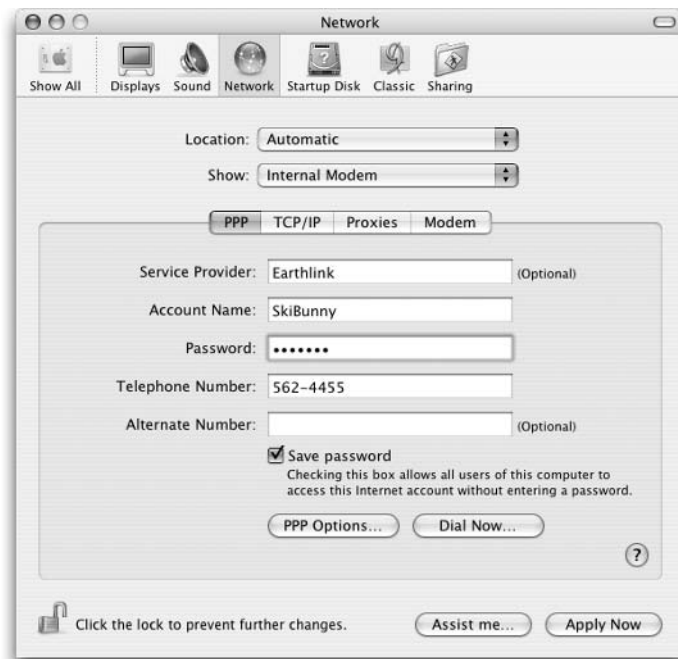 Network
Show All Displays Sound Network Startup Disk Classic Sharing
Location: Automatic
Show: Internal Modem
PPP TCP/IP Proxies Modem
Service Provider: Earthlink (Optional)
Account Name: SkiBunny
Password: •••••••
Telephone Number: 562-4455
Alternate Number: (Optional)
Save password
Checking this box allows all users of this computer to
access this Internet account without entering a password.
PPP Options... Dial Now...
?
Click the lock to prevent further changes. Assist me... Apply Now